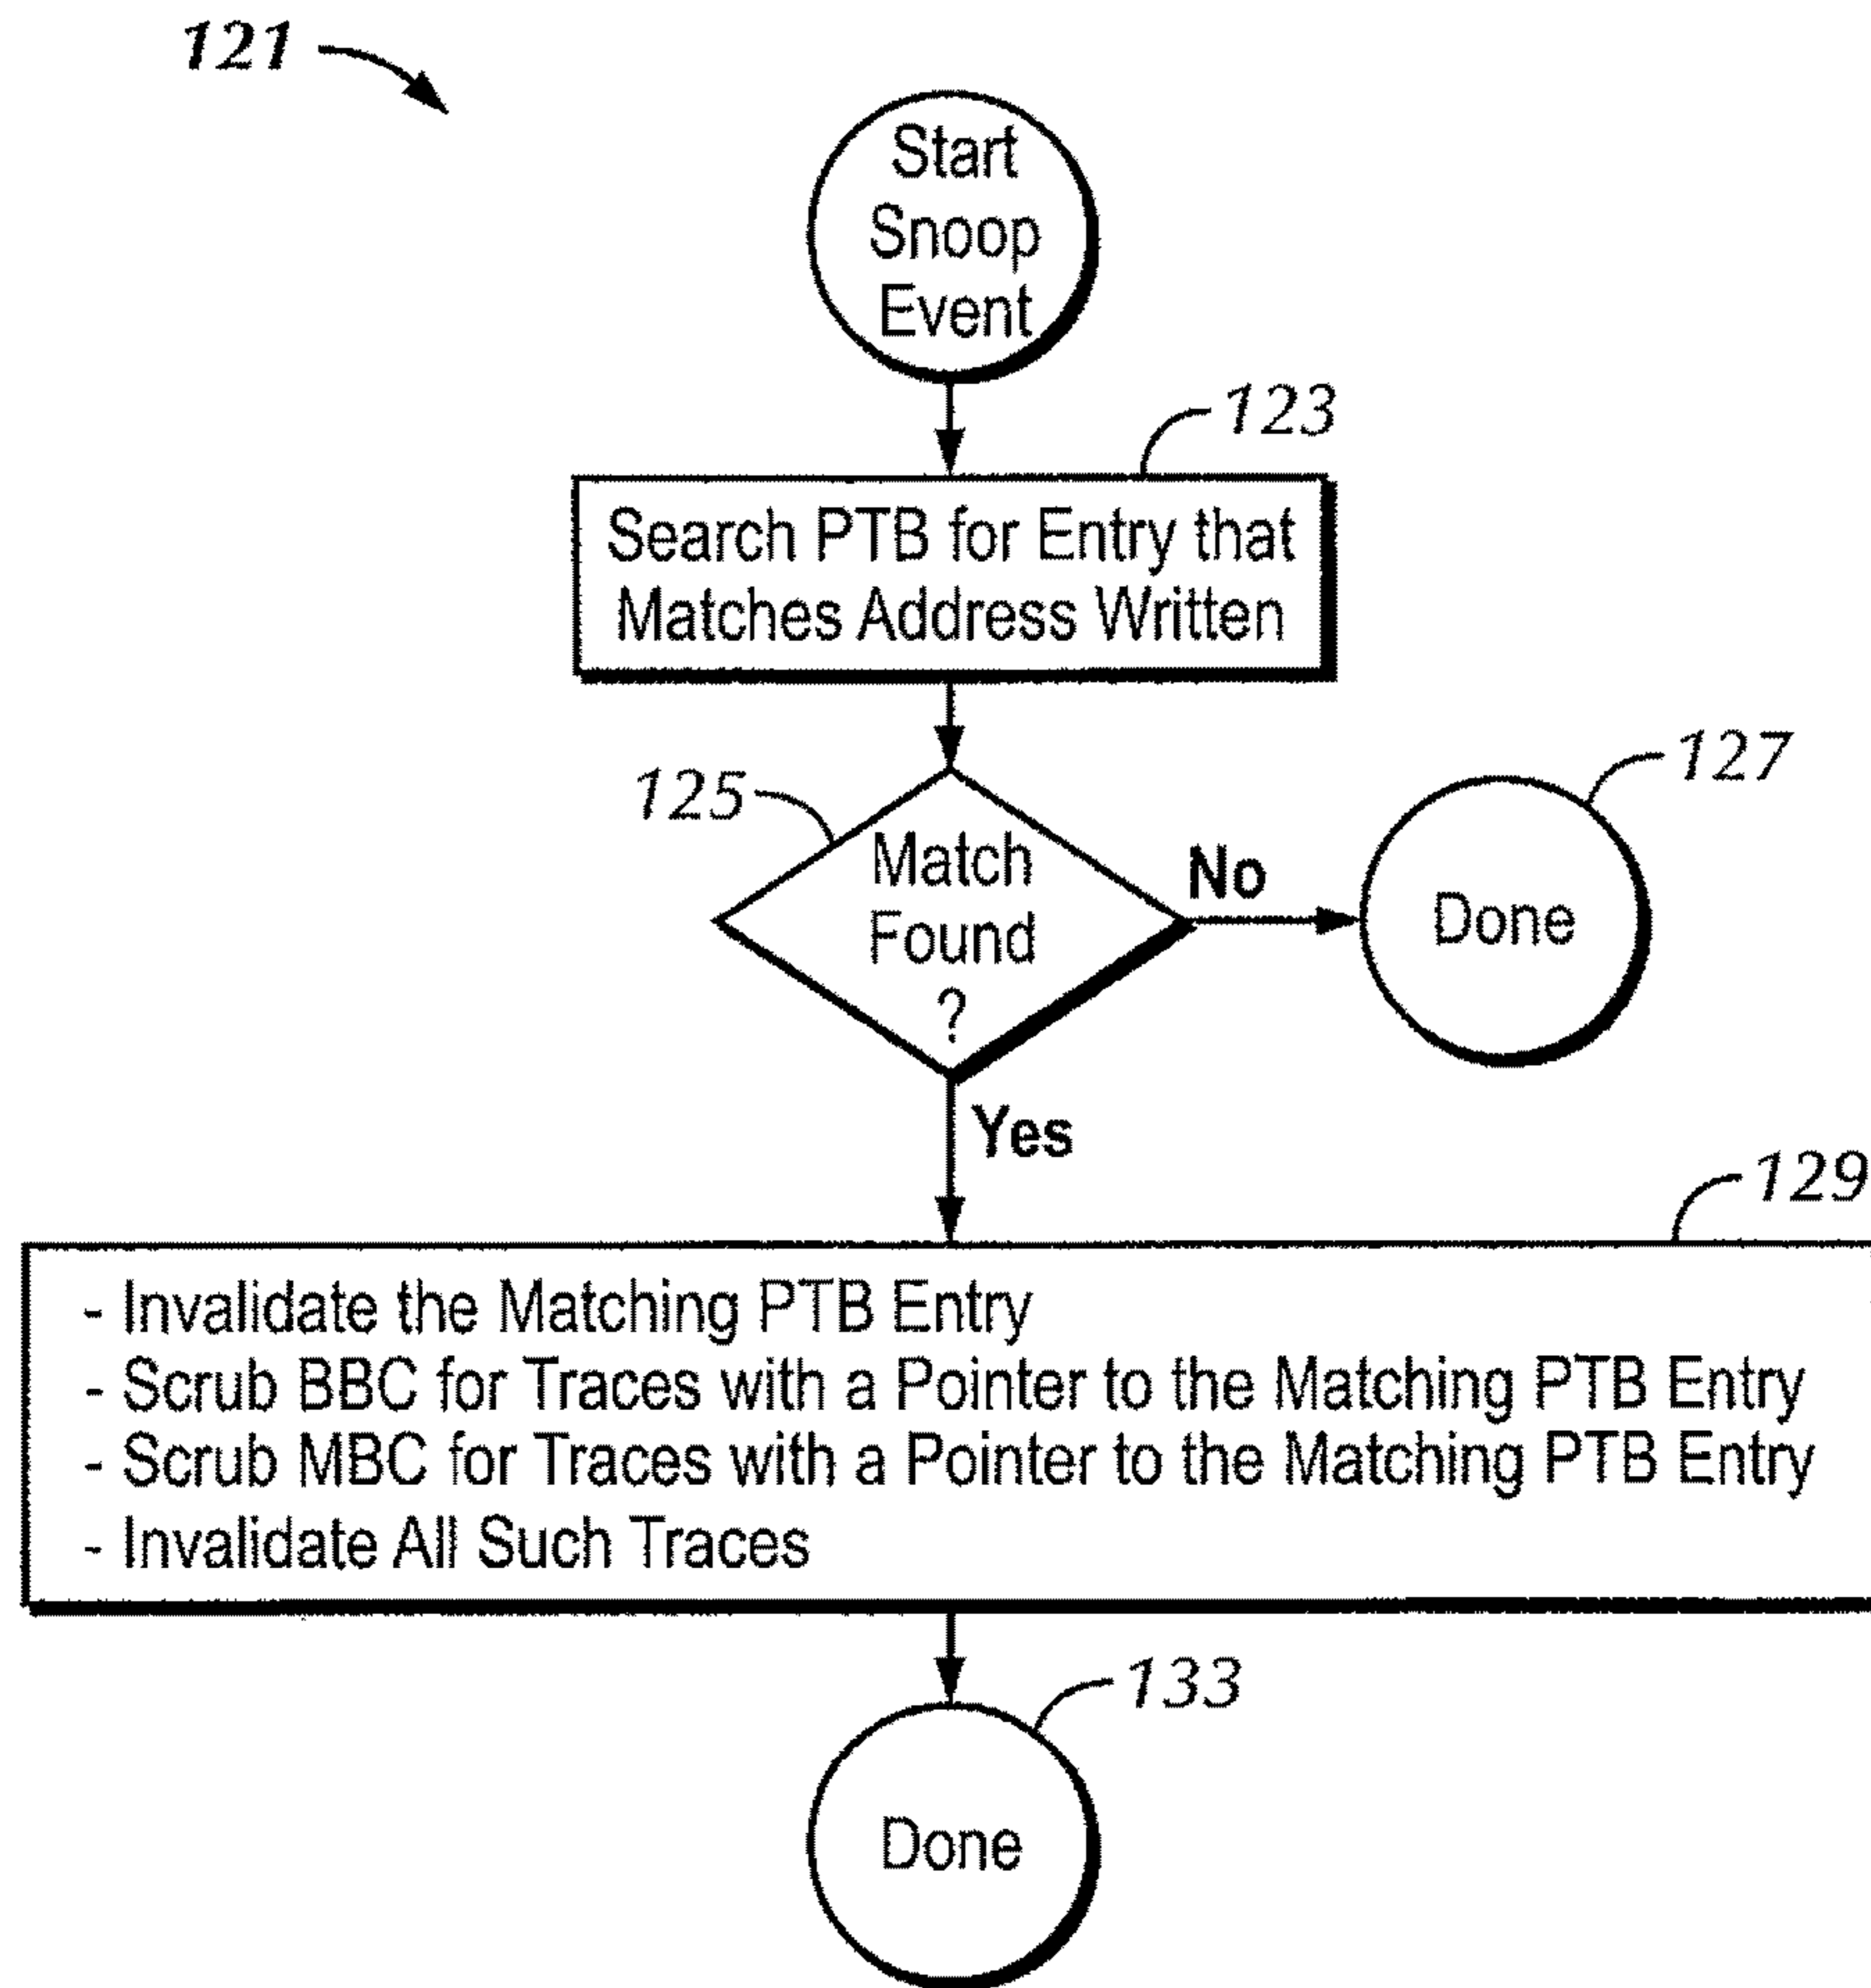 121
Start
Snoop
Event
123
Search PTB for Entry that
Matches Address Written
125
Match
Found
?
No
127
Done
Yes
129
- Invalidate the Matching PTB Entry
- Scrub BBC for Traces with a Pointer to the Matching PTB Entry
- Scrub MBC for Traces with a Pointer to the Matching PTB Entry
- Invalidate All Such Traces
133
Done